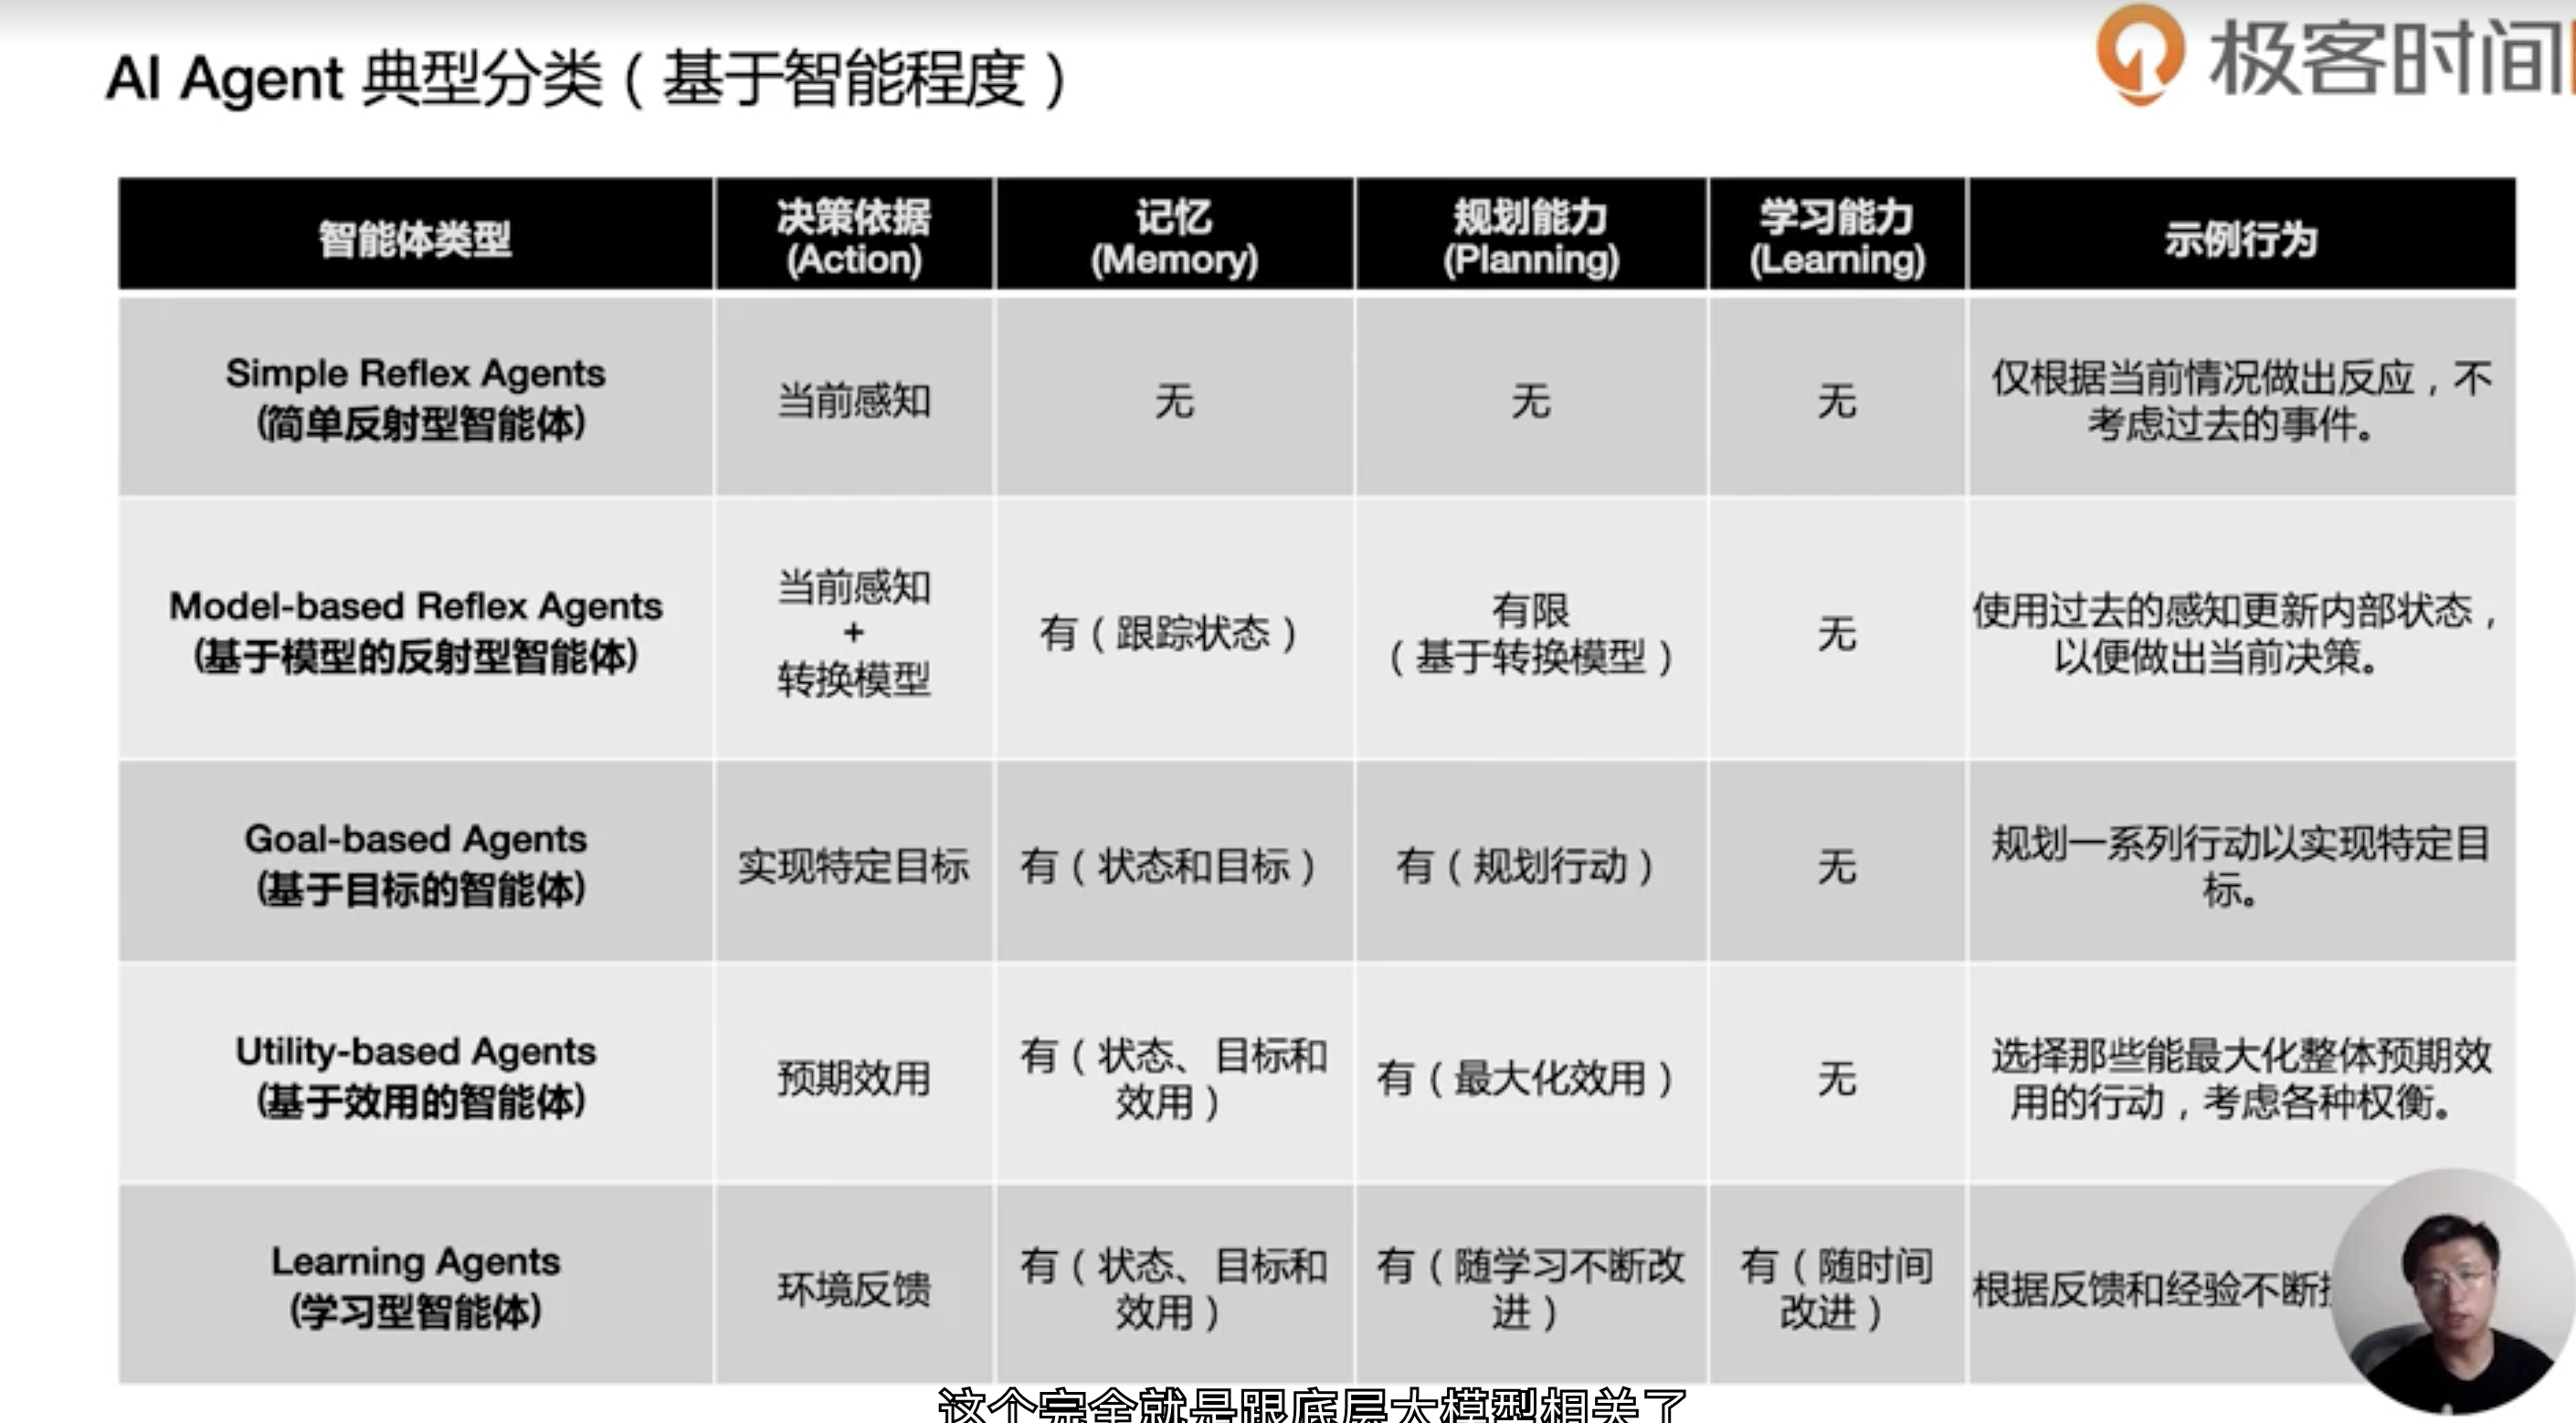 AI Agent 典型分类（基于智能程度）
极客时间
智能体类型
决策依据
(Action)
记忆
(Memory)
规划能力
(Planning)
学习能力
(Learning)
示例行为
Simple Reflex Agents
(简单反射型智能体)
当前感知
无
无
无
仅根据当前情况做出反应，不
考虑过去的事件。
Model-based Reflex Agents
(基于模型的反射型智能体)
当前感知
+
转换模型
有（跟踪状态）
有限
（基于转换模型）
无
使用过去的感知更新内部状态，
以便做出当前决策。
Goal-based Agents
(基于目标的智能体)
实现特定目标
有（状态和目标）
有（规划行动）
无
规划一系列行动以实现特定目
标。
Utility-based Agents
(基于效用的智能体)
预期效用
有（状态、目标和
效用）
有（最大化效用）
无
选择那些能最大化整体预期效
用的行动，考虑各种权衡。
Learning Agents
(学习型智能体)
环境反馈
有（状态、目标和
效用）
有（随学习不断改
进）
有（随时间
改进）
根据反馈和经验不断
这个完全就是跟底层大模型相关了